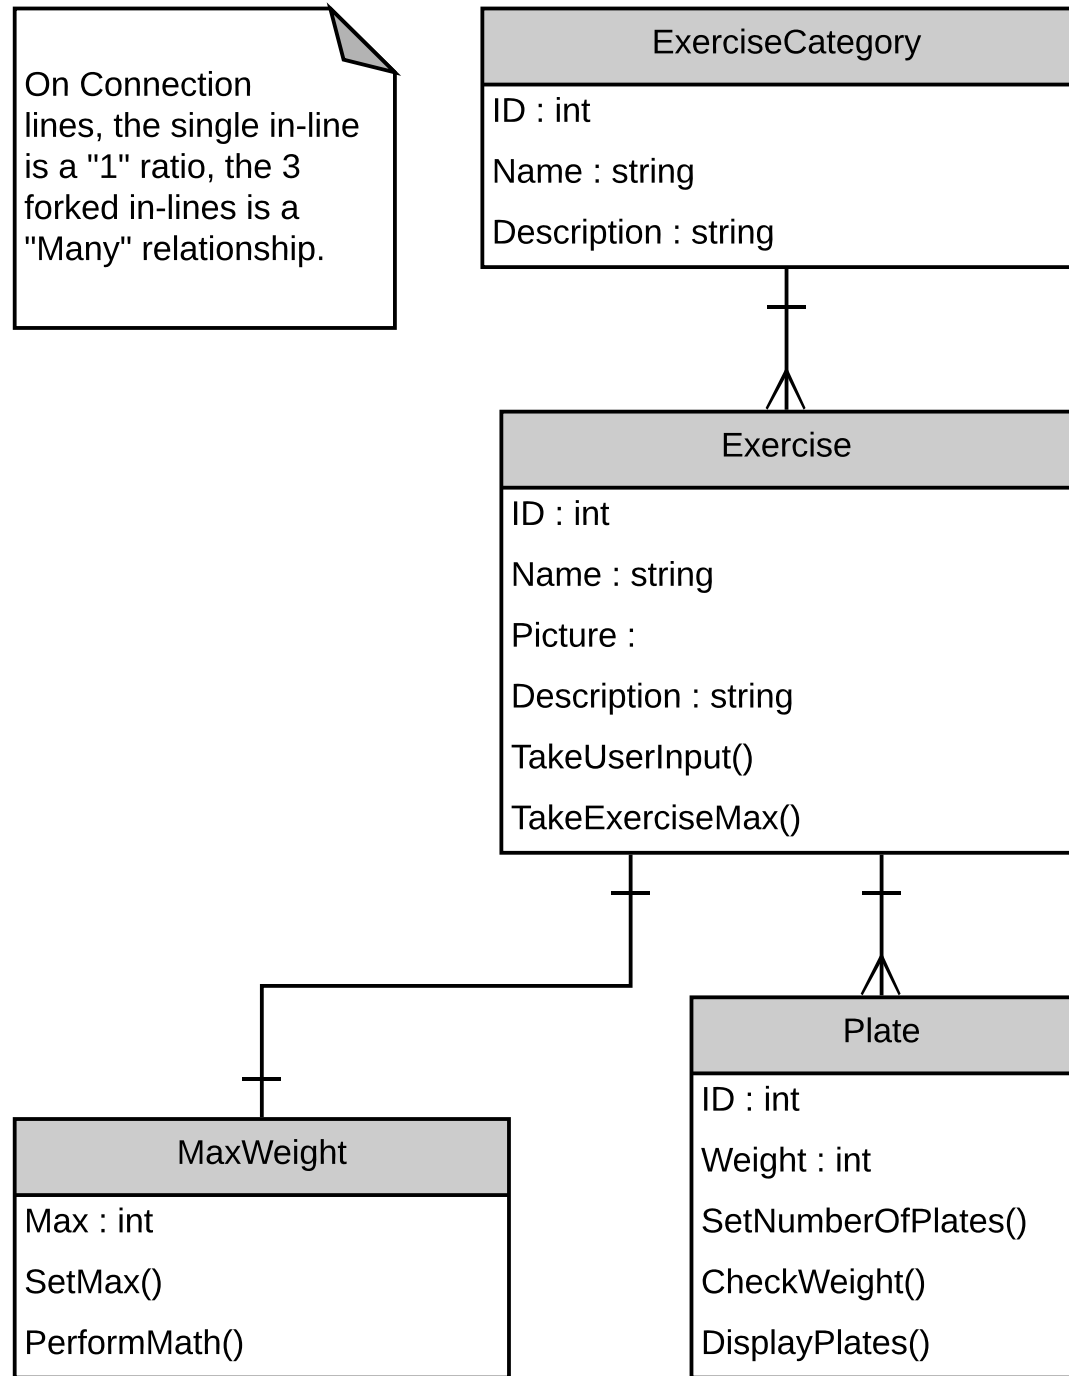 On Connection
lines, the single in-line
is a "1" ratio, the 3
forked in-lines is a
"Many" relationship.
ExerciseCategory
ID : int
Name : string
Description : string
Exercise
ID : int
Name : string
Picture :
Description : string
TakeUserInput()
TakeExerciseMax()
MaxWeight
Max : int
SetMax()
PerformMath()
Plate
ID : int
Weight : int
SetNumberOfPlates()
CheckWeight()
DisplayPlates()